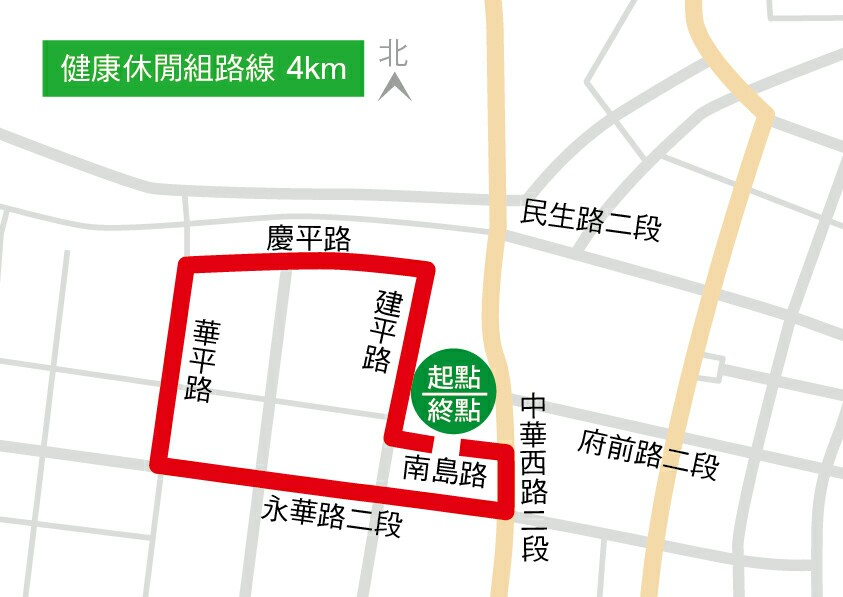 健康休閒組路線 4km
北
民生路二段
慶平路
建平路
華平路
起點
終點
中華西路二段
府前路二段
南島路
永華路二段